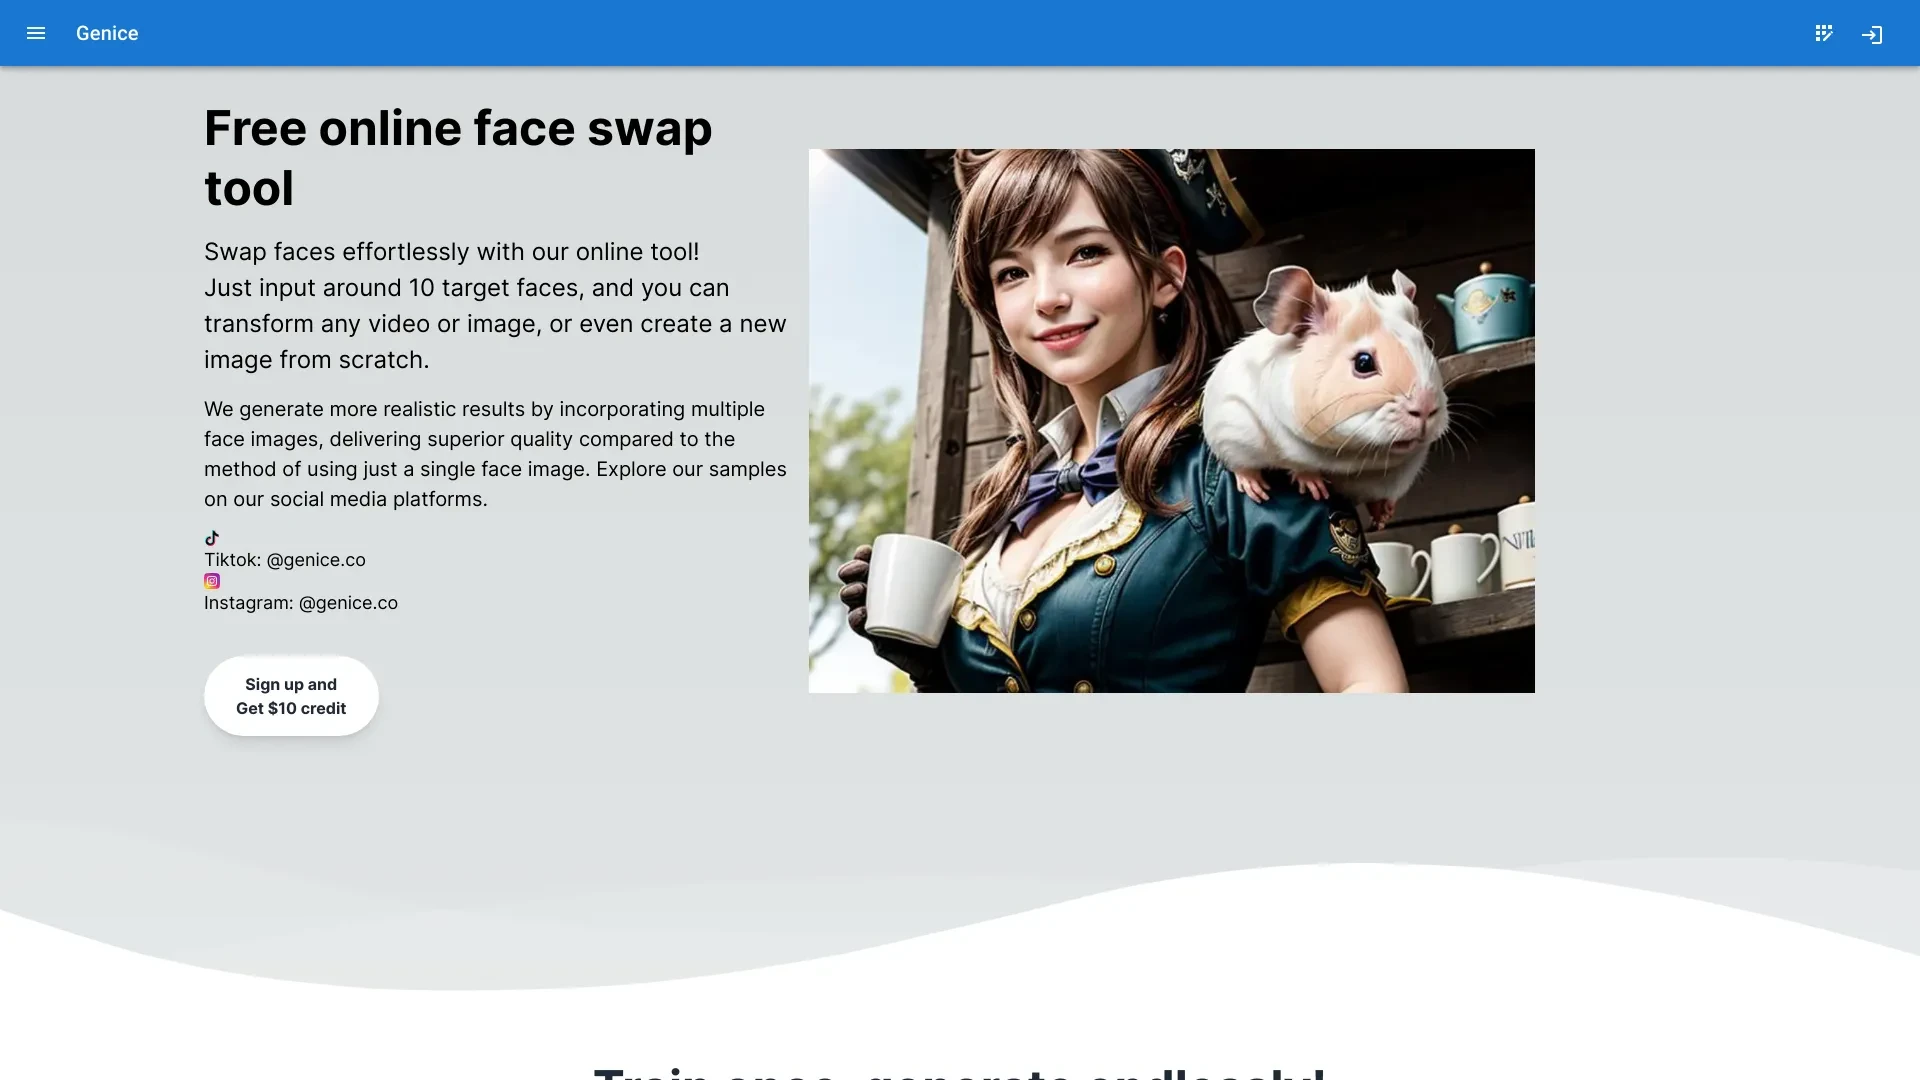 Genice
Free online face swap
tool
Swap faces effortlessly with our online tool!
Just input around 10 target faces, and you can
transform any video or image, or even create a new
image from scratch.
We generate more realistic results by incorporating multiple
face images, delivering superior quality compared to the
method of using just a single face image. Explore our samples
on our social media platforms.
Tiktok: @genice.co
Instagram: @genice.co
Sign up and
Get $10 credit
Train once, generate endlessly!